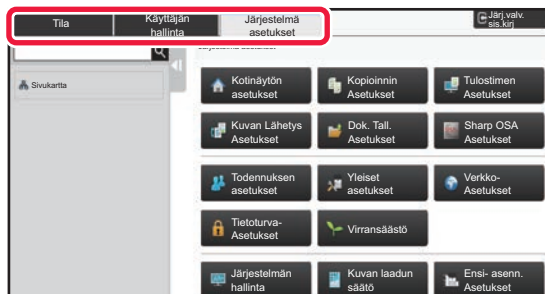 Tila
Käyttäjän
hallinta
Järjestelmä
asetukset
Järj.valv.
sis.kirj
Sivukartta
Kotinäytön
asetukset
Kopioinnin
Asetukset
Tulostimen
Asetukset
Kuvan Lähetys
Asetukset
Dok. Tall.
Asetukset
Sharp OSA
Asetukset
Todennuksen
asetukset
Yleiset
asetukset
Verkko-
Asetukset
Tietoturva-
Asetukset
Virransäästö
Järjestelmän
hallinta
Kuvan laadun
säätö
Ensi- asenn.
Asetukset